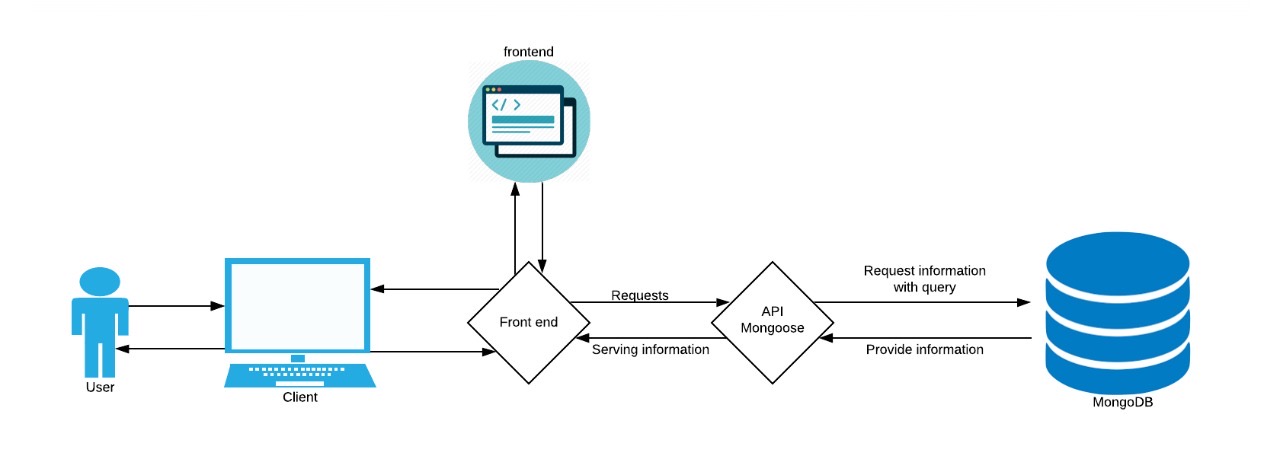 frontend
</>
User
Client
Front end
Requests
Serving information
API
Mongoose
Request information
with query
Provide information
MongoDB